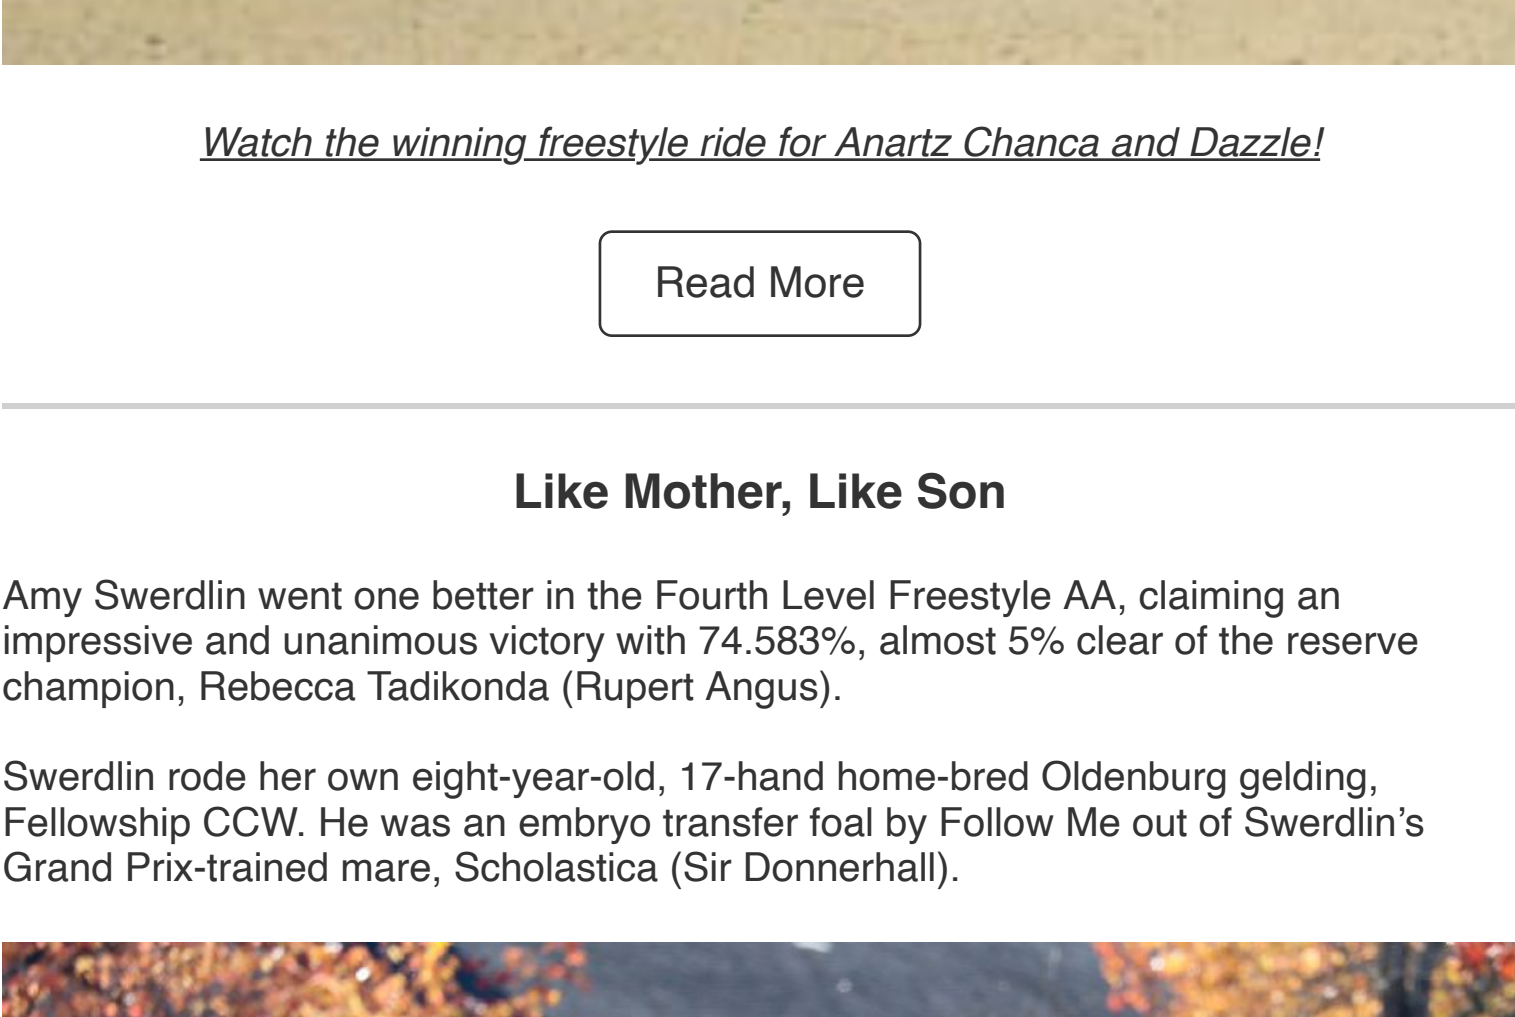 Watch the winning freestyle ride for Anartz Chanca and Dazzle!
Read More
Like Mother, Like Son
Amy Swerdlin went one better in the Fourth Level Freestyle AA, claiming an
impressive and unanimous victory with 74.583%, almost 5% clear of the reserve
champion, Rebecca Tadikonda (Rupert Angus).
Swerdlin rode her own eight-year-old, 17-hand home-bred Oldenburg gelding,
Fellowship CCW. He was an embryo transfer foal by Follow Me out of Swerdlin’s
Grand Prix-trained mare, Scholastica (Sir Donnerhall).